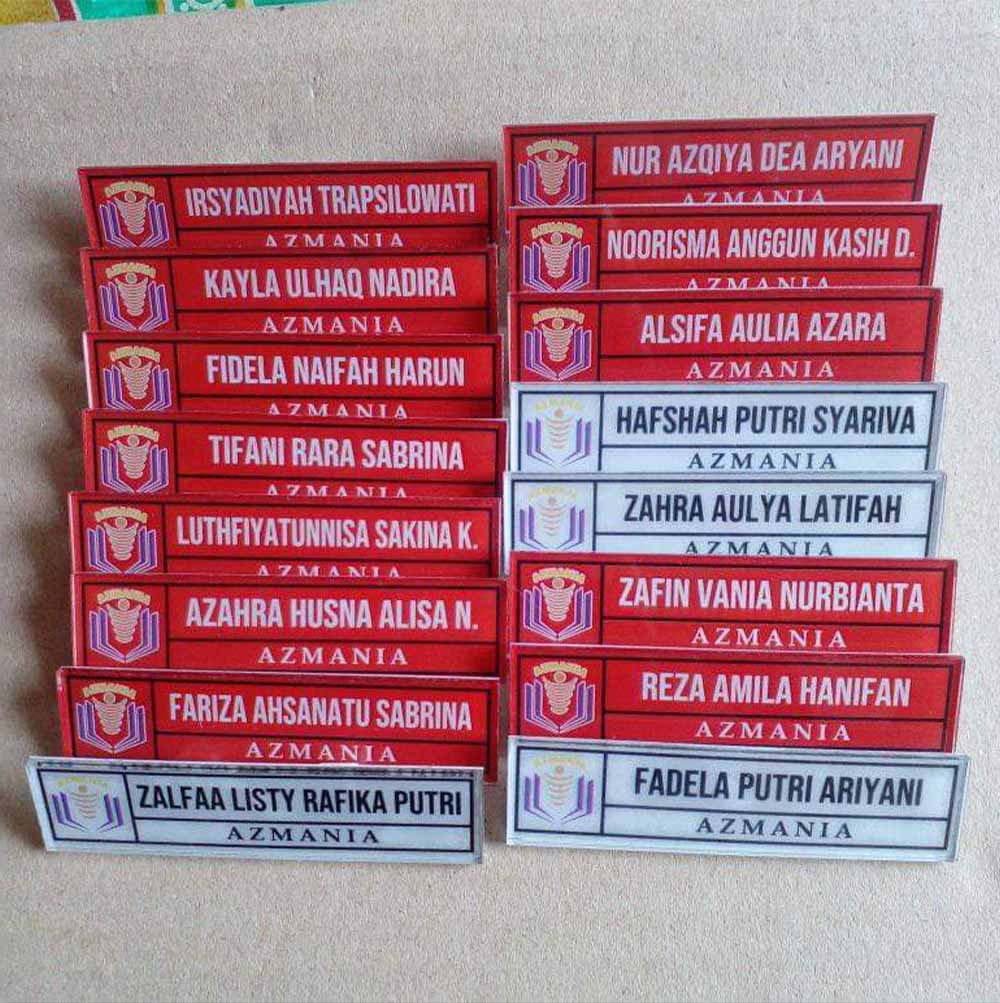 IRSYADIYAH TRAPSILOWATI
AZMANIA
KAYLA ULHAQ NADIRA
AZMANIA
FIDELA NAIFAH HARUN
AZMANIA
TIFANI RARA SABRINA
AZMANIA
LUTHFIYATUNNISA SAKINA K.
AZMANIA
AZAHRA HUSNA ALISA N.
AZMANIA
FARIZA AHSANATU SABRINA
AZMANIA
ZALFAA LISTY RAFIKA PUTRI
AZMANIA
NUR AZQIYA DEA ARYANI
AZMANIA
NOORISMA ANGGUN KASIH D.
AZMANIA
ALSIFA AULIA AZARA
AZMANIA
HAFSHAH PUTRI SYARIVA
AZMANIA
ZAHRA AULYA LATIFAH
AZMANIA
ZAFIN VANIA NURBIANTA
AZMANIA
REZA AMILA HANIFAN
AZMANIA
FADELA PUTRI ARIYANI
AZMANIA